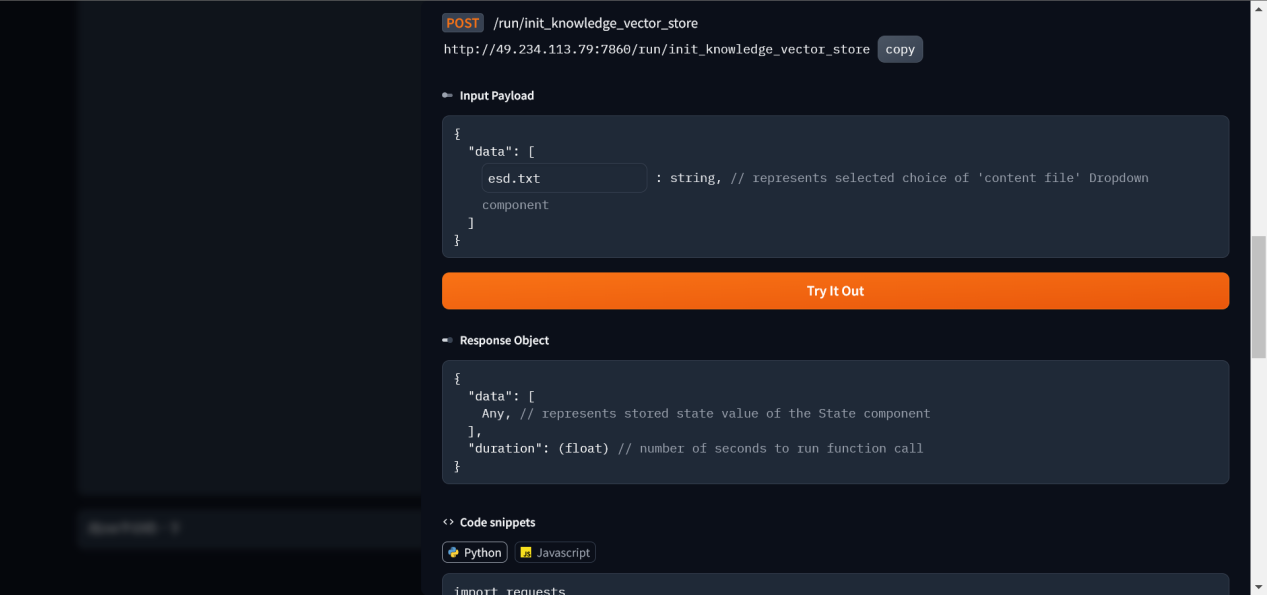 POST /run/init_knowledge_vector_store
http://49.234.113.79:7860/run/init_knowledge_vector_store copy
Input Payload
{
"data": [
esd.txt : string, // represents selected choice of 'content file' Dropdown
component
]
}
Try It Out
Response Object
{
"data": [
Any, // represents stored state value of the State component
],
"duration": (float) // number of seconds to run function call
}
Code snippets
Python JS Javascript
import requests